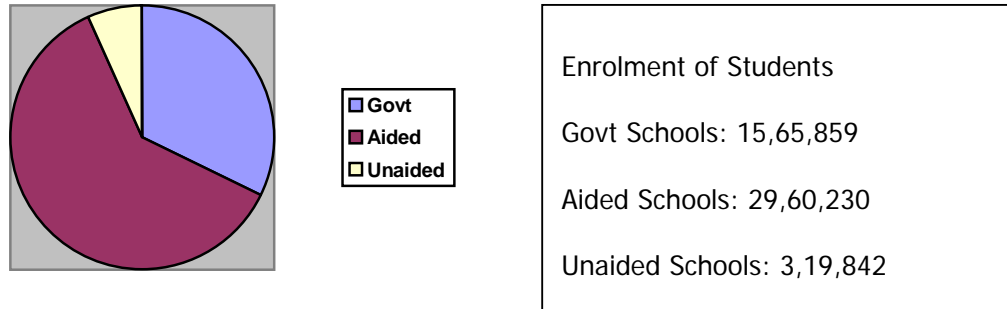 Govt
Aided
Unaided
Enrolment of Students
Govt Schools: 15,65,859
Aided Schools: 29,60,230
Unaided Schools: 3,19,842